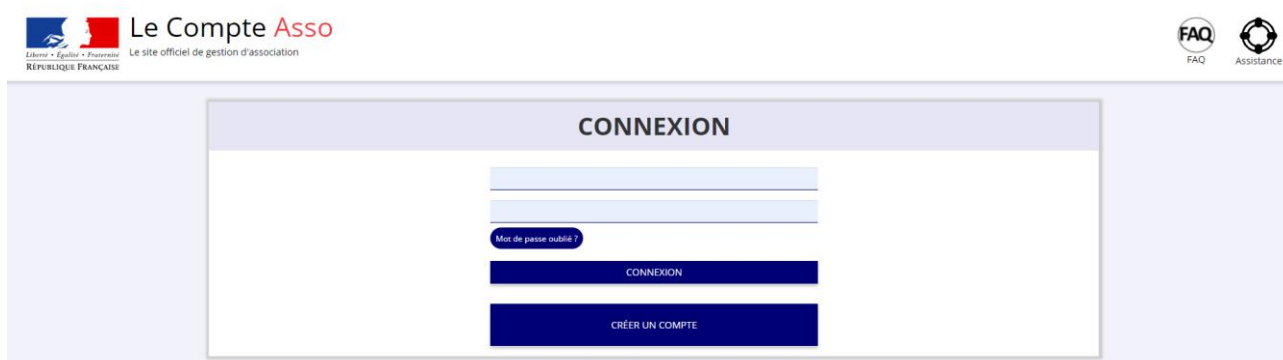 Le Compte Asso
Le site officiel de gestion d'association
Liberté • Égalité • Fraternité
RÉPUBLIQUE FRANÇAISE
FAQ
FAQ
Assistance
CONNEXION
Mot de passe oublié ?
CONNEXION
CRÉER UN COMPTE